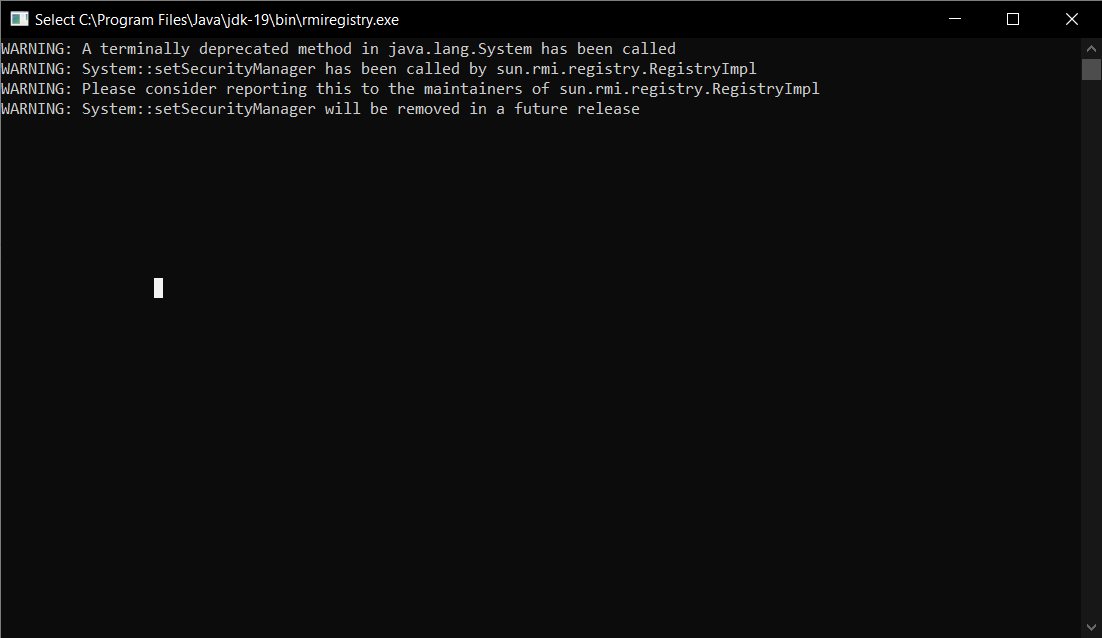 Select C:\Program Files\Java\jdk-19\bin\rmiregistry.exe
WARNING: A terminally deprecated method in java.lang.System has been called
WARNING: System::setSecurityManager has been called by sun.rmi.registry.RegistryImpl
WARNING: Please consider reporting this to the maintainers of sun.rmi.registry.RegistryImpl
WARNING: System::setSecurityManager will be removed in a future release